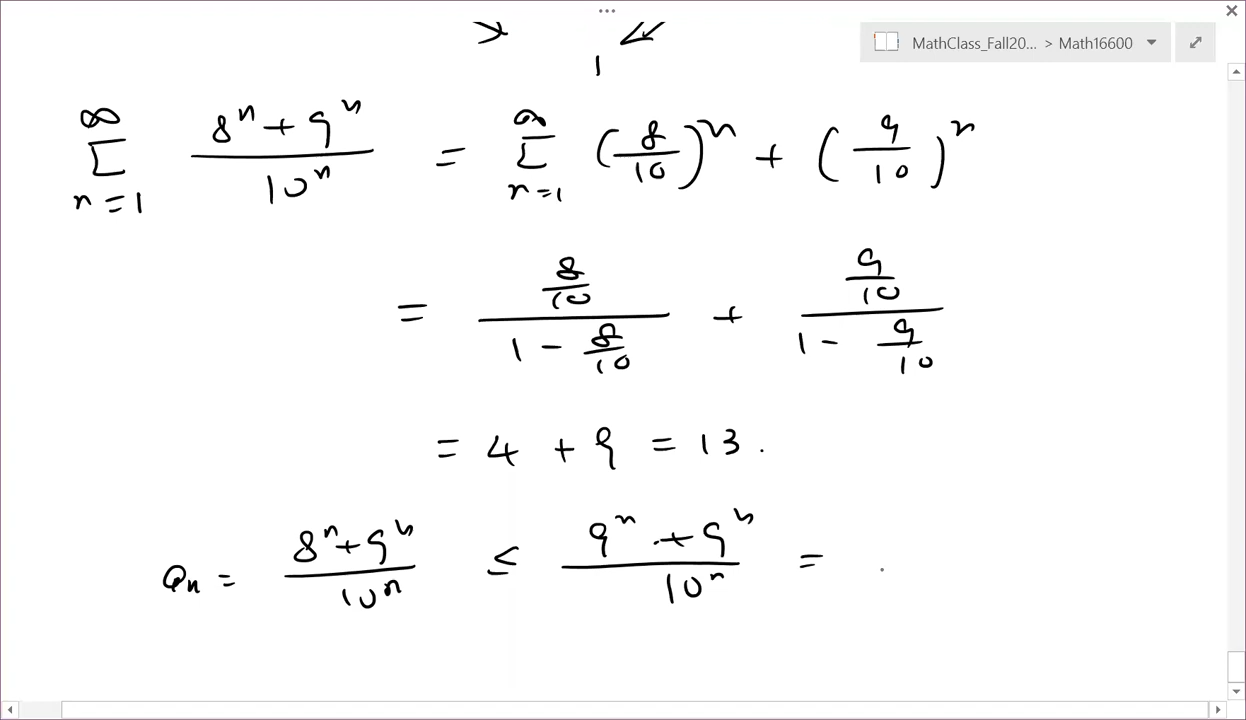 MathClass_Fall20... > Math16600
1
∑_{n=1}^{∞} (8^n + 9^n)/10^n = ∑_{n=1}^{∞} (8/10)^n + (9/10)^n
= (8/10)/(1 - 8/10) + (9/10)/(1 - 9/10)
= 4 + 9 = 13.
a_n = (8^n + 9^n)/10^n ≤ (9^n + 9^n)/10^n =